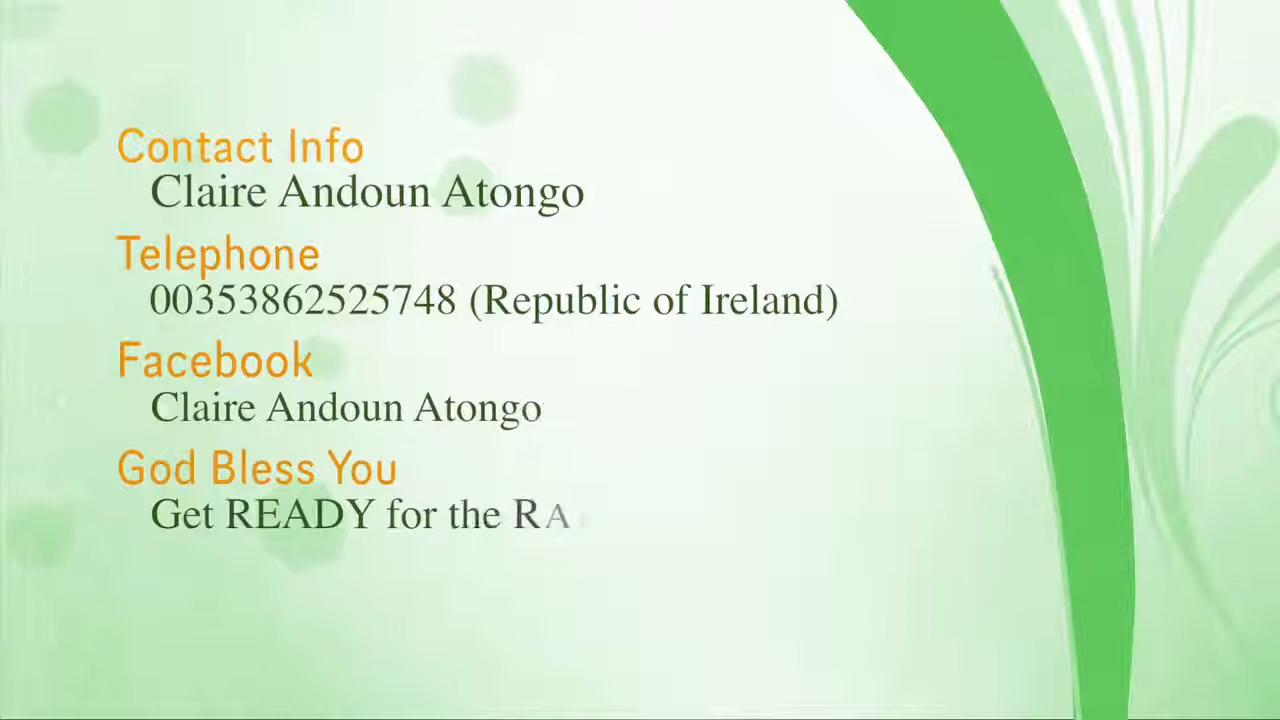 Contact Info
Claire Andoun Atongo
Telephone
00353862525748 (Republic of Ireland)
Facebook
Claire Andoun Atongo
God Bless You
Get READY for the RA